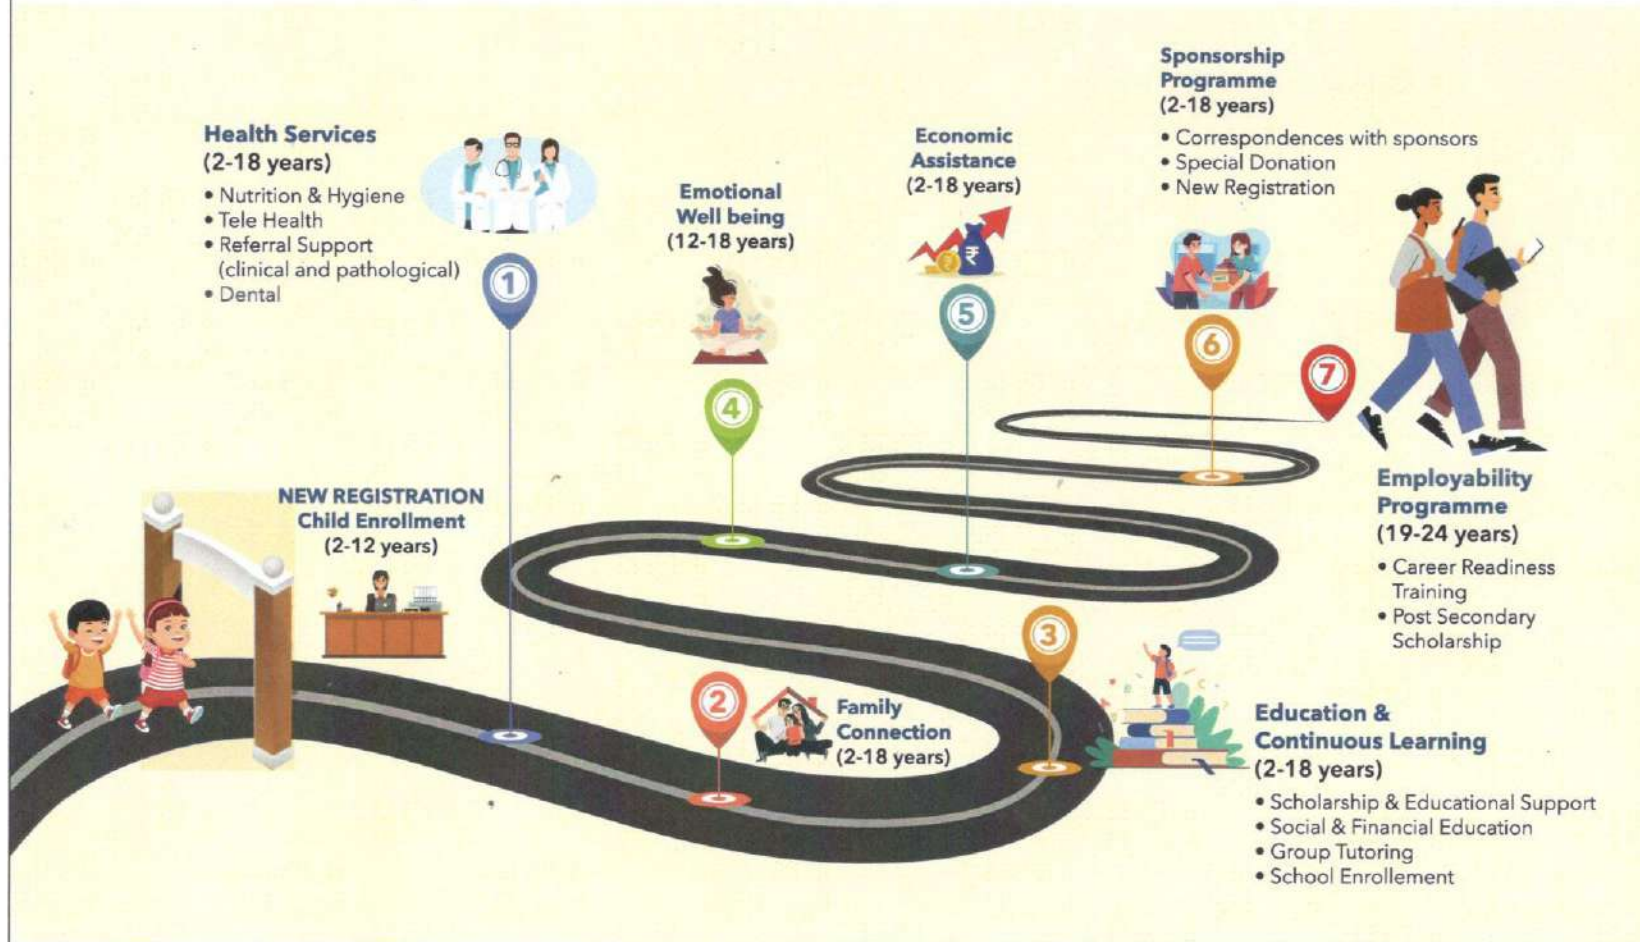 NEW REGISTRATION
Child Enrollment
(2-12 years)
Health Services
(2-18 years)
• Nutrition & Hygiene
• Tele Health
• Referral Support
(clinical and pathological)
• Dental
1
2
Family
Connection
(2-18 years)
3
Education &
Continuous Learning
(2-18 years)
• Scholarship & Educational Support
• Social & Financial Education
• Group Tutoring
• School Enrollement
Emotional
Well being
(12-18 years)
4
Economic
Assistance
(2-18 years)
₹
5
Sponsorship
Programme
(2-18 years)
• Correspondences with sponsors
• Special Donation
• New Registration
6
7
Employability
Programme
(19-24 years)
• Career Readiness
Training
• Post Secondary
Scholarship